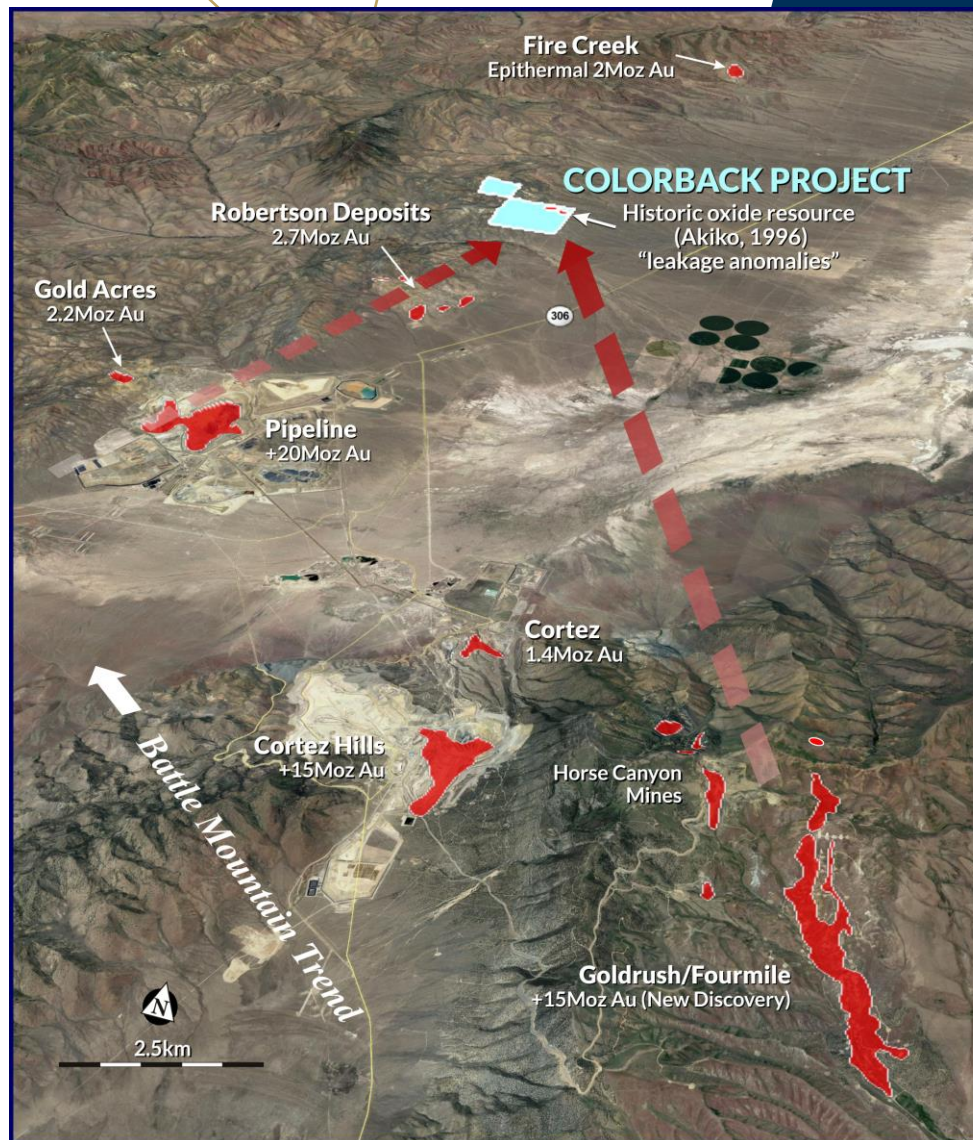 Fire Creek
Epithermal 2Moz Au
COLORBACK PROJECT
Historic oxide resource
(Akiko, 1996)
“leakage anomalies”
Robertson Deposits
2.7Moz Au
Gold Acres
2.2Moz Au
306
Pipeline
+20Moz Au
Cortez
1.4Moz Au
Cortez Hills
+15Moz Au
Horse Canyon
Mines
Battle Mountain Trend
Goldrush/Fourmile
+15Moz Au (New Discovery)
N
2.5km